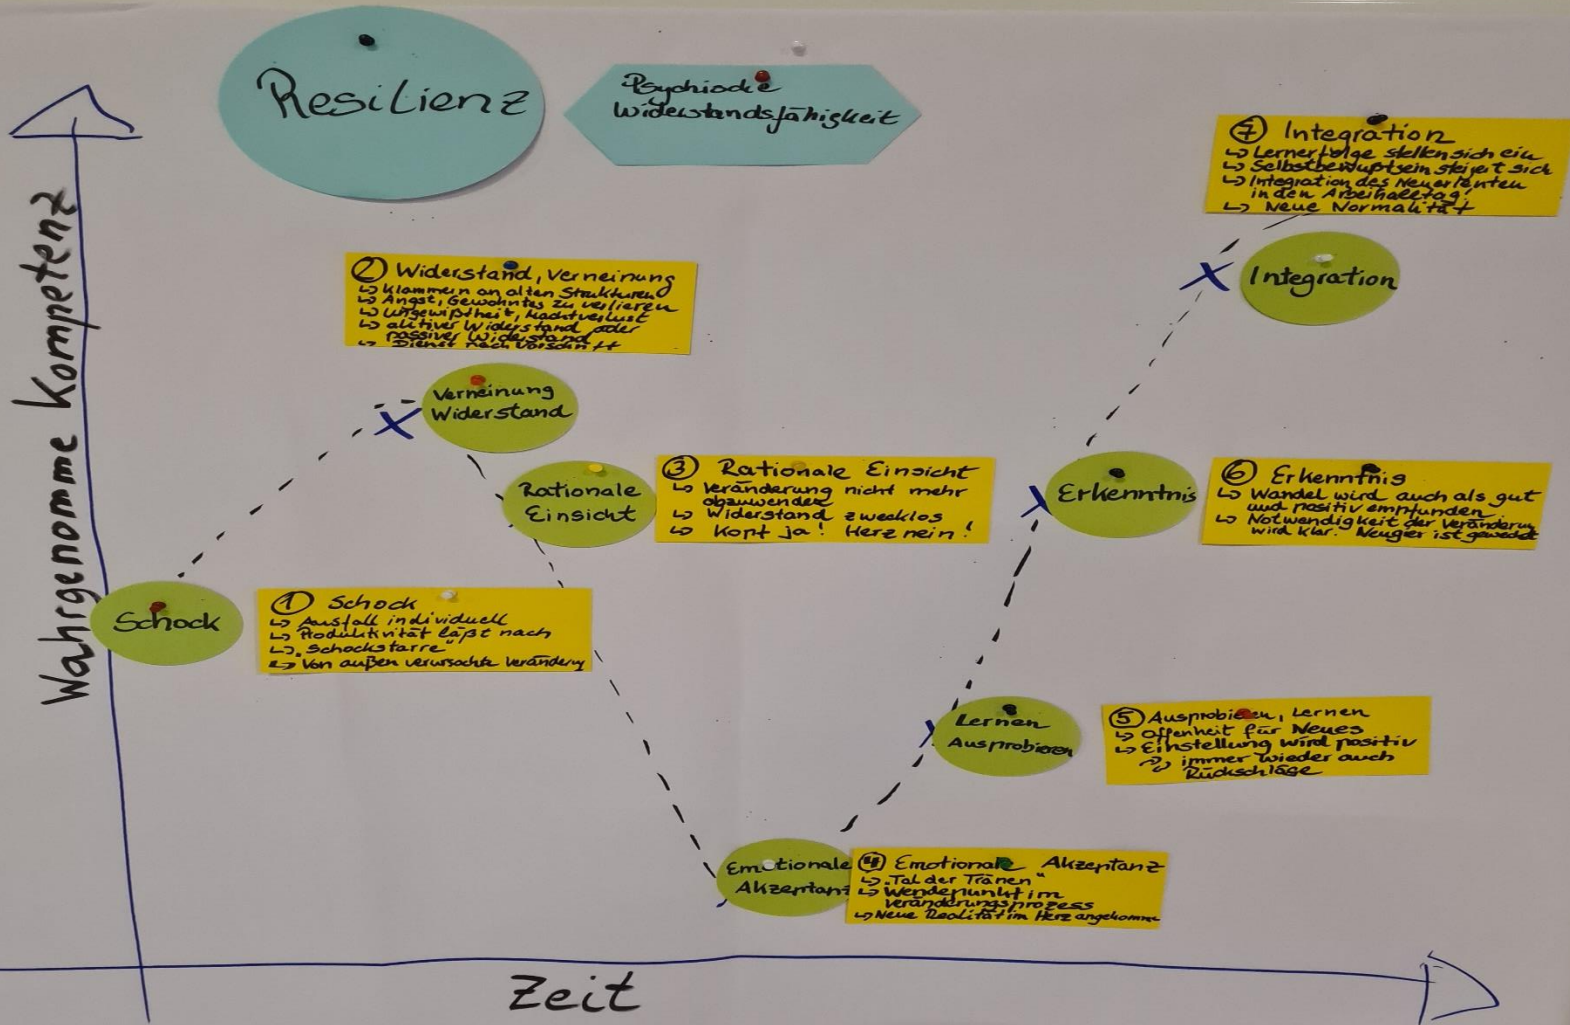 Resilienz
Psychische
Widerstandsfähigkeit
Wahrgenomme Kompetenz
② Widerstand, Verneinung
↳ Klammern an alten Strukturen
↳ Angst, Gewohntes zu verlieren
↳ Ungewißtheit, Machtverlust
↳ aktiver Widerstand oder
passiver Widerstand
↳ Dienst nach Vorschrift
Verneinung
Widerstand
Rationale
Einsicht
③ Rationale Einsicht
↳ Veränderung nicht mehr
abzuwenden
↳ Widerstand zwecklos
↳ Kopf ja! Herz nein!
Schock
① Schock
↳ Ausfall individuell
↳ Produktivität läßt nach
↳ "Schockstarre"
↳ Von außen verursachte Veränderung
Emotionale
Akzeptanz
④ Emotionale Akzeptanz
↳ "Tal der Tränen"
↳ Wendepunkt im
Veränderungsprozess
↳ Neue Realität im Herz angekommen
Lernen
Ausprobieren
⑤ Ausprobieren, Lernen
↳ Offenheit für Neues
↳ Einstellung wird positiv
immer wieder auch
Rückschläge
Erkenntnis
⑥ Erkenntnis
↳ Wandel wird auch als gut
und positiv empfunden
↳ Notwendigkeit der Veränderung
wird klar. Neugier ist geweckt
⑦ Integration
↳ Lernerfolge stellen sich ein
↳ Selbstbewußtsein steigert sich
↳ Integration des Neuerlernten
in den Arbeitsalltag!
↳ Neue Normalität
Integration
Zeit